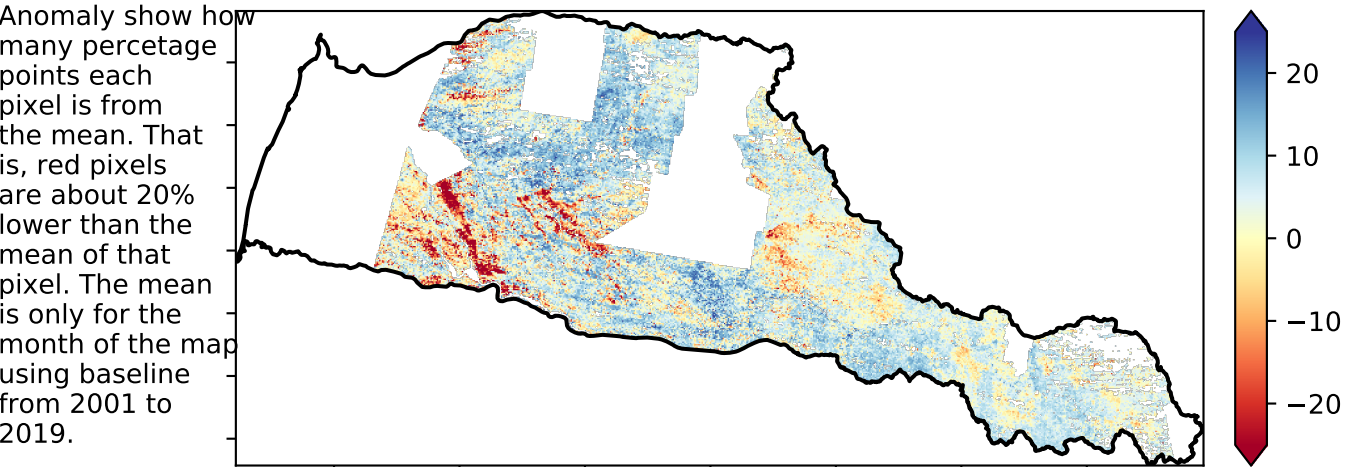 Anomaly show how
many percetage
points each
pixel is from
the mean. That
is, red pixels
are about 20%
lower than the
mean of that
pixel. The mean
is only for the
month of the map
using baseline
from 2001 to
2019.
20
10
0
−10
−20